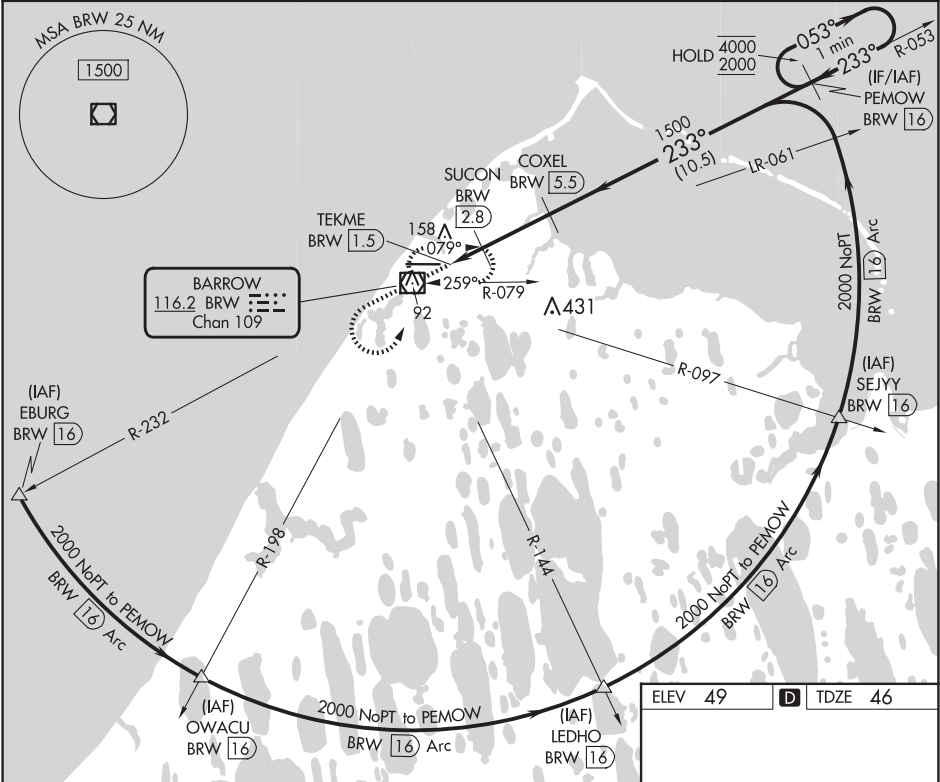 MSA BRW 25 NM
1500
HOLD 4000
2000
053°
1 min
233°
R-053
(IF/IAF)
PEMOW
BRW 16
1500
233°
(10.5)
LR-061
COXEL
BRW 5.5
SUCON
BRW
2.8
TEKME
BRW 1.5
158
079°
259°
R-079
92
431
BARROW
116.2 BRW
Chan 109
2000 NoPT
BRW 16 Arc
R-097
(IAF)
SEJYY
BRW 16
(IAF)
EBURG
BRW 16
R-232
R-198
R-144
2000 NoPT to PEMOW
BRW 16 Arc
2000 NoPT to PEMOW
BRW 16 Arc
2000 NoPT to PEMOW
BRW 16 Arc
(IAF)
OWACU
BRW 16
(IAF)
LEDHO
BRW 16
ELEV 49 D TDZE 46